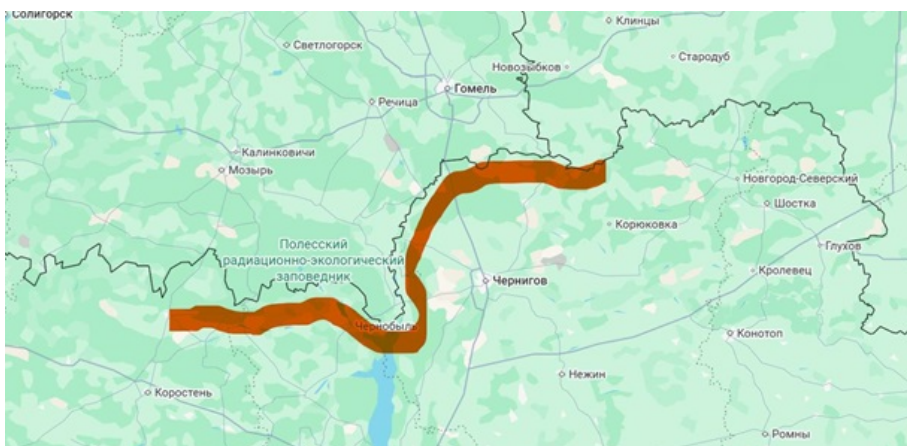 Солигорск
Клинцы
Светлогорск
Стародуб
Новозыбков
Гомель
Речица
Калинковичи
Мозырь
Новгород-Северский
Шостка
Корюковка
Полесский
радиационно-экологический
заповедник
Глухов
Кролевец
Чернигов
Чернобыль
Конотоп
Нежин
Коростень
Ромны